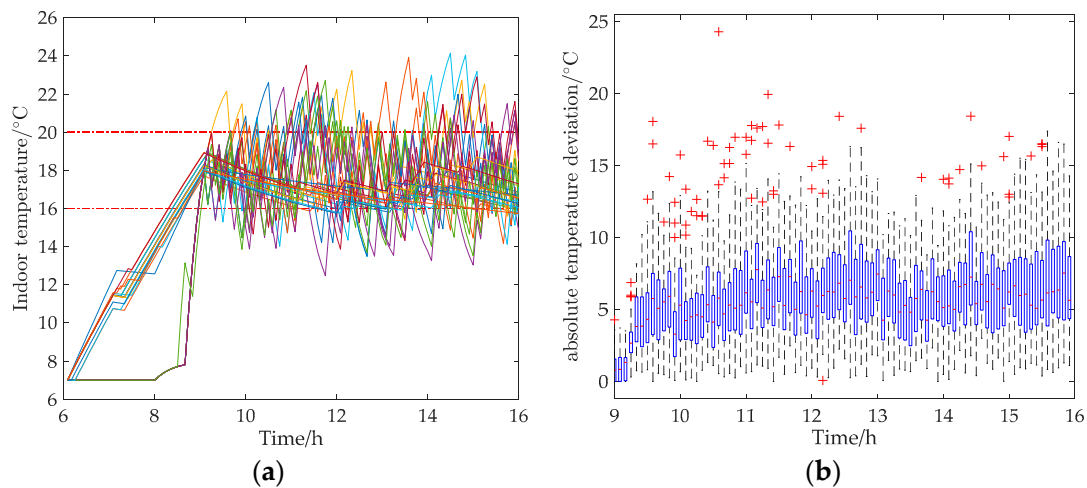 26
24
22
20
18
16
14
12
10
8
6
6 8 10 12 14 16
Indoor temperature/°C
Time/h
(a)
25
20
15
10
5
0
9 10 11 12 13 14 15 16
absolute temperature deviation/°C
Time/h
(b)